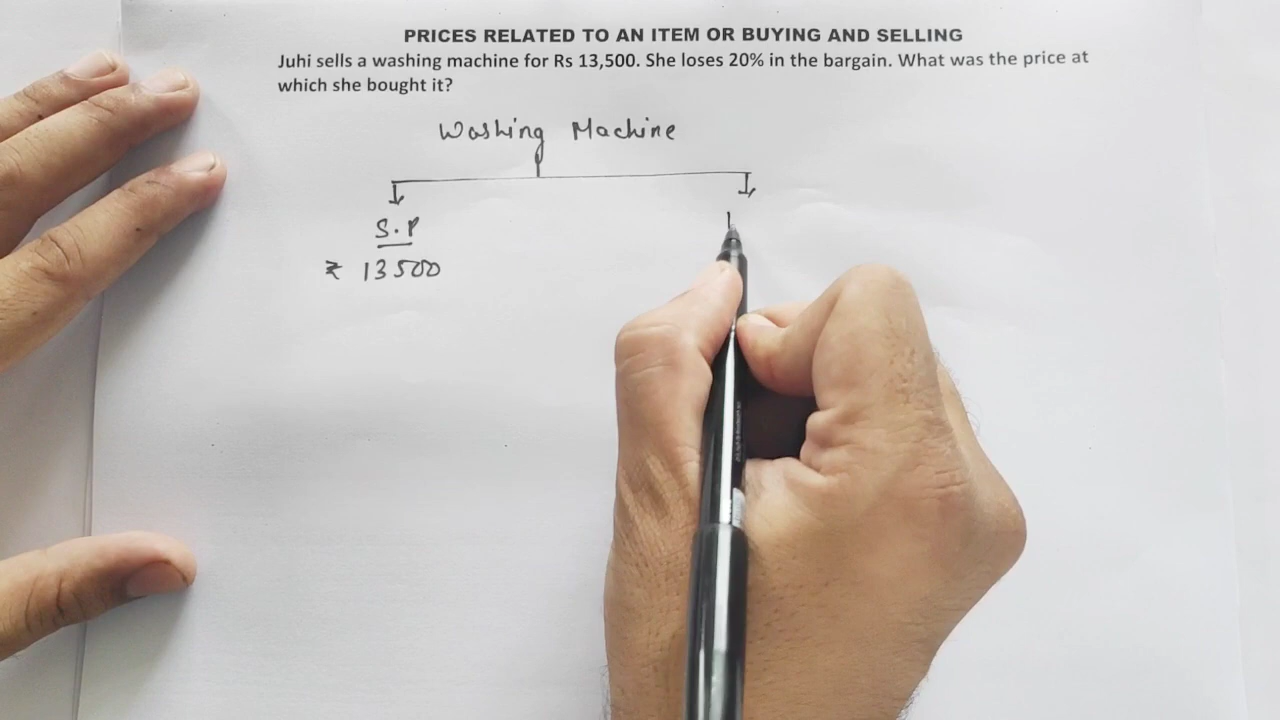 PRICES RELATED TO AN ITEM OR BUYING AND SELLING
Juhi sells a washing machine for Rs 13,500. She loses 20% in the bargain. What was the price at
which she bought it?
Washing Machine
S.P
₹ 13500